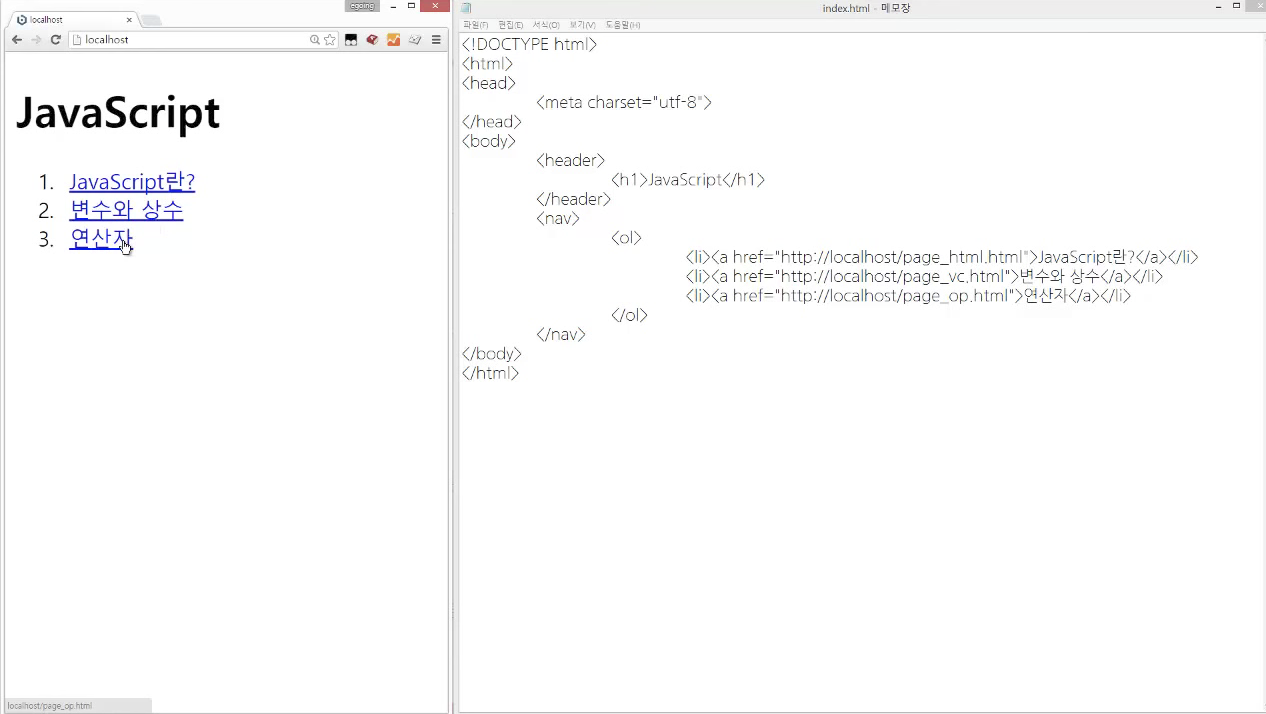 egoing
localhost
localhost
JavaScript
1. JavaScript란?
2. 변수와 상수
3. 연산자
localhost/page_op.html
index.html - 메모장
파일(F) 편집(E) 서식(O) 보기(V) 도움말(H)
<!DOCTYPE html>
<html>
<head>
<meta charset="utf-8">
</head>
<body>
<header>
<h1>JavaScript</h1>
</header>
<nav>
<ol>
<li><a href="http://localhost/page_html.html">JavaScript란?</a></li>
<li><a href="http://localhost/page_vc.html">변수와 상수</a></li>
<li><a href="http://localhost/page_op.html">연산자</a></li>
</ol>
</nav>
</body>
</html>